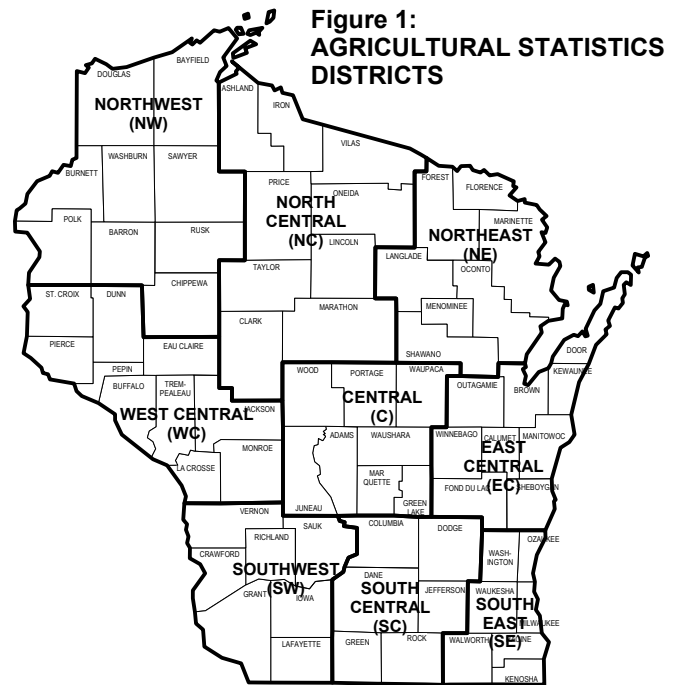 Figure 1:
AGRICULTURAL STATISTICS
DISTRICTS
BAYFIELD
DOUGLAS
ASHLAND
NORTHWEST
(NW)
IRON
VILAS
WASHBURN
SAWYER
BURNETT
PRICE
ONEIDA
FOREST
FLORENCE
NORTH
CENTRAL
(NC)
MARINETTE
POLK
BARRON
RUSK
LINCOLN
NORTHEAST
(NE)
LANGLADE
OCONTO
TAYLOR
CHIPPEWA
ST. CROIX
DUNN
MARATHON
MENOMINEE
CLARK
PIERCE
EAU CLAIRE
SHAWANO
DOOR
PEPIN
WOOD
PORTAGE
WAUPACA
KEWAUNEE
BUFFALO
TREM-
PEALEAU
OUTAGAMIE
BROWN
CENTRAL
(C)
JACKSON
WEST CENTRAL
(WC)
ADAMS
WAUSHARA
WINNEBAGO
CALUMET
MANITOWOC
MONROE
EAST
CENTRAL
(EC)
LA CROSSE
MAR
QUETTE
FOND DU LAC
SHEBOYGAN
GREEN
LAKE
VERNON
JUNEAU
SAUK
COLUMBIA
DODGE
RICHLAND
OZAUKEE
CRAWFORD
WASH-
INGTON
SOUTHWEST
(SW)
DANE
GRANT
IOWA
SOUTH
CENTRAL
(SC)
JEFFERSON
WAUKESHA
SOUTH
EAST
(SE)
MILWAUKEE
LAFAYETTE
GREEN
ROCK
WALWORTH
RACINE
KENOSHA